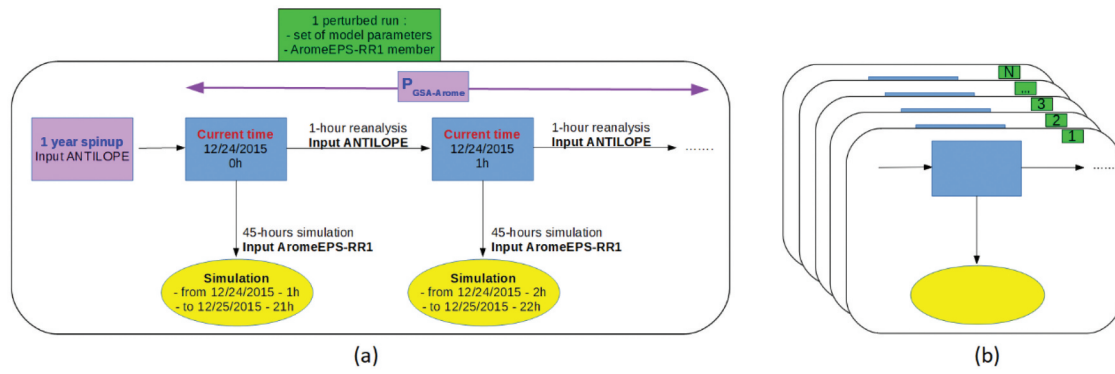 1 perturbed run :
- set of model parameters
- AromeEPS-RR1 member
P GSA-Arome
1 year spinup
Input ANTILOPE
Current time
12/24/2015
0h
1-hour reanalysis
Input ANTILOPE
Current time
12/24/2015
1h
1-hour reanalysis
Input ANTILOPE
.......
45-hours simulation
Input AromeEPS-RR1
45-hours simulation
Input AromeEPS-RR1
Simulation
- from 12/24/2015 - 1h
- to 12/25/2015 - 21h
Simulation
- from 12/24/2015 - 2h
- to 12/25/2015 - 22h
(a)
N
...
3
2
1
......
(b)